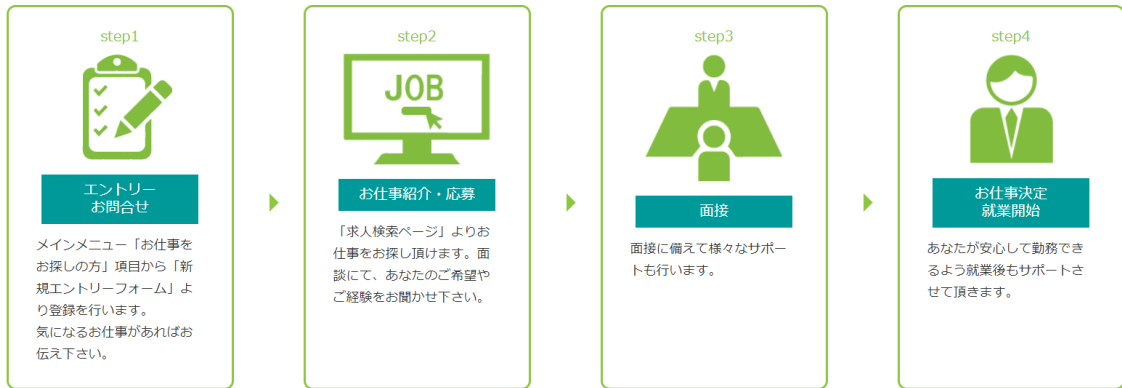 step1
エントリー
お問合せ
メインメニュー「お仕事を
お探しの方」項目から「新
規エントリーフォーム」よ
り登録を行います。
気になるお仕事があればお
伝え下さい。
step2
JOB
お仕事紹介・応募
「求人検索ページ」よりお
仕事をお探し頂けます。面
談にて、あなたのご希望や
ご経験をお聞かせ下さい。
step3
面接
面接に備えて様々なサポー
トも行います。
step4
お仕事決定
就業開始
あなたが安心して勤務でき
るよう就業後もサポートさ
せて頂きます。